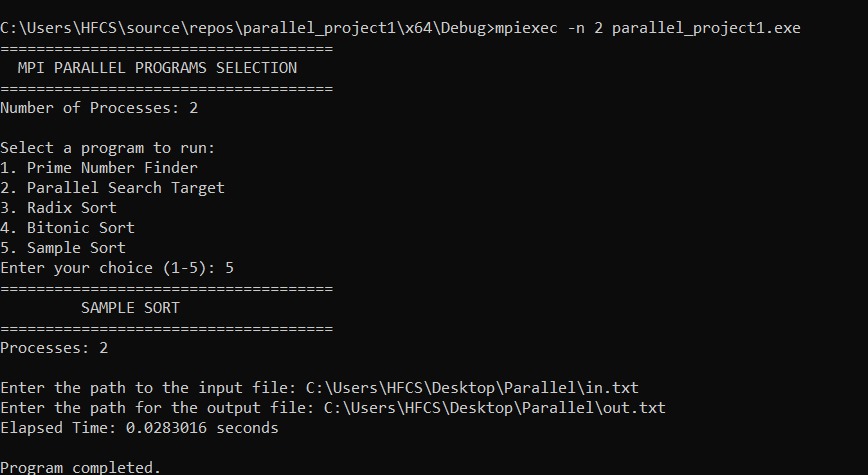 C:\Users\HFCS\source\repos\parallel_project1\x64\Debug>mpiexec -n 2 parallel_project1.exe
=====================================
MPI PARALLEL PROGRAMS SELECTION
=====================================
Number of Processes: 2
Select a program to run:
1. Prime Number Finder
2. Parallel Search Target
3. Radix Sort
4. Bitonic Sort
5. Sample Sort
Enter your choice (1-5): 5
=====================================
SAMPLE SORT
=====================================
Processes: 2
Enter the path to the input file: C:\Users\HFCS\Desktop\Parallel\in.txt
Enter the path for the output file: C:\Users\HFCS\Desktop\Parallel\out.txt
Elapsed Time: 0.0283016 seconds
Program completed.